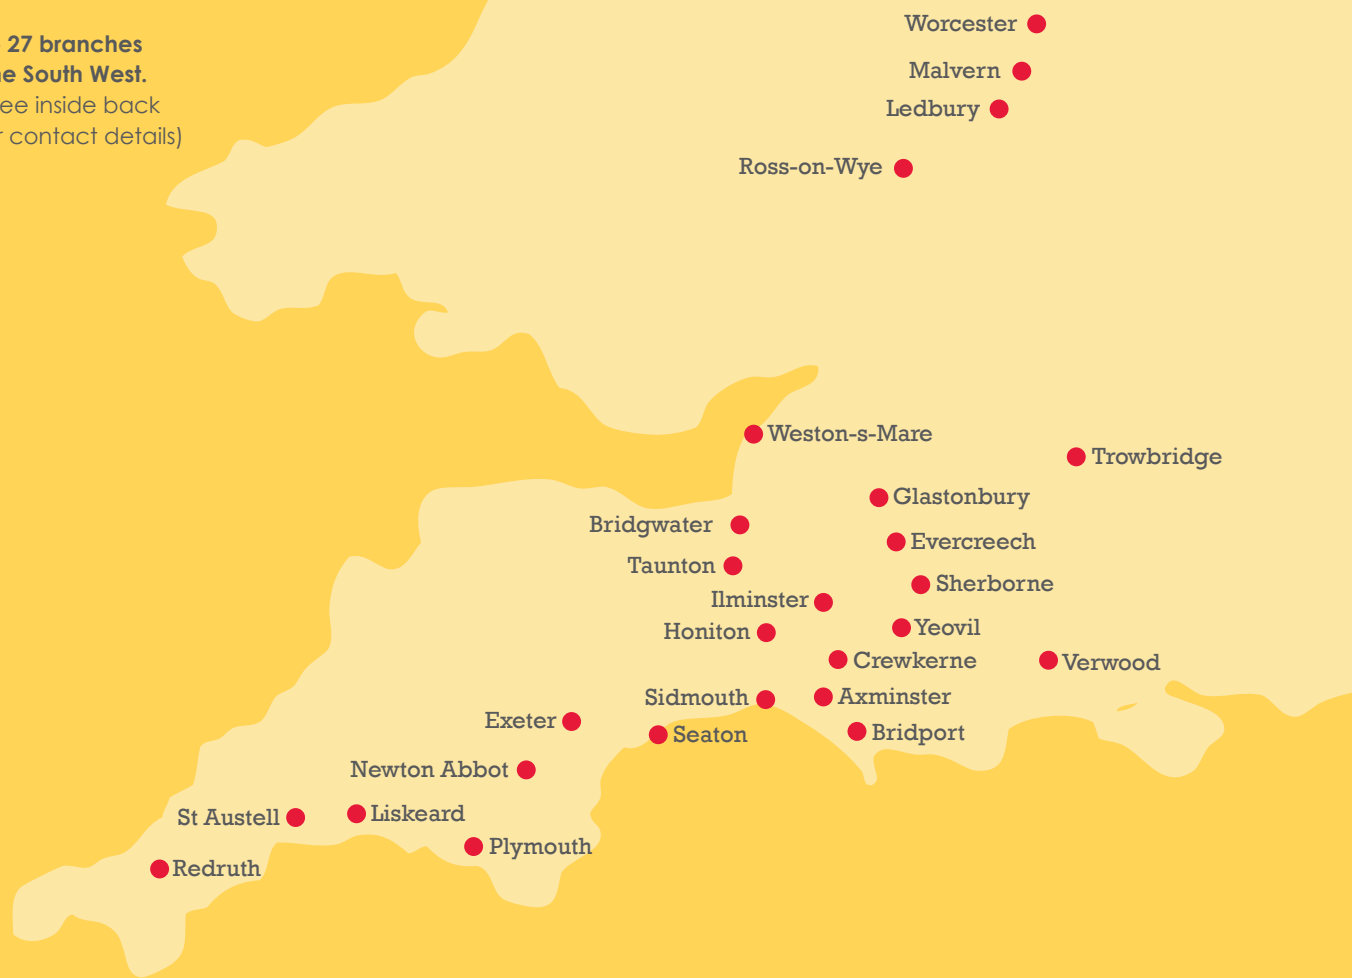 27 branches
he South West.
ee inside back
r contact details)
Worcester
Malvern
Ledbury
Ross-on-Wye
Weston-s-Mare
Trowbridge
Glastonbury
Bridgwater
Evercreech
Taunton
Sherborne
Ilminster
Yeovil
Honiton
Crewkerne
Verwood
Sidmouth
Axminster
Exeter
Bridport
Seaton
Newton Abbot
Liskeard
St Austell
Plymouth
Redruth